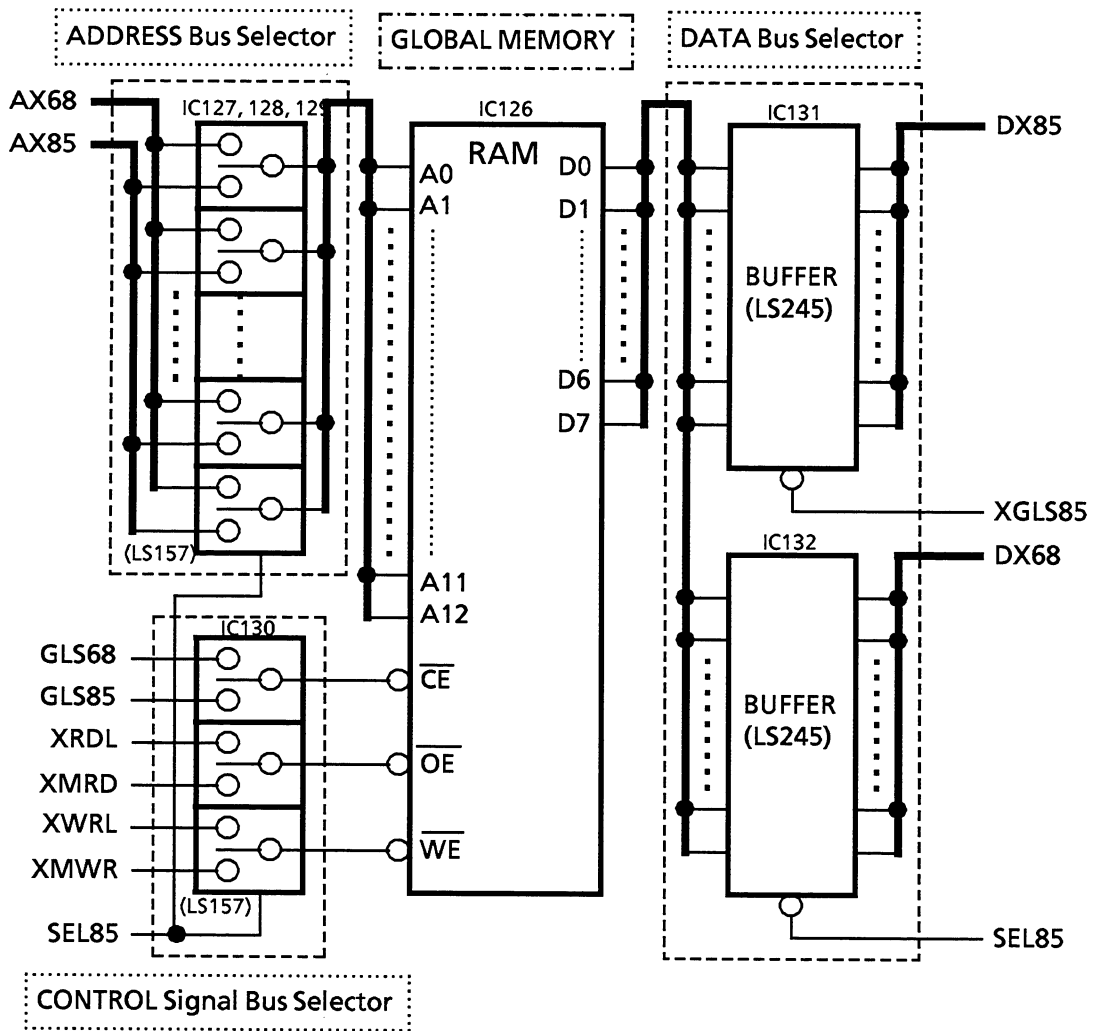 ADDRESS Bus Selector
GLOBAL MEMORY
DATA Bus Selector
AX68
AX85
IC127, 128, 129
(LS157)
IC126
RAM
A0
A1
A11
A12
CE
OE
WE
D0
D1
D6
D7
IC131
BUFFER
(LS245)
DX85
XGLS85
IC132
BUFFER
(LS245)
DX68
SEL85
IC130
GLS68
GLS85
XRDL
XMRD
XWRL
XMWR
(LS157)
SEL85
CONTROL Signal Bus Selector